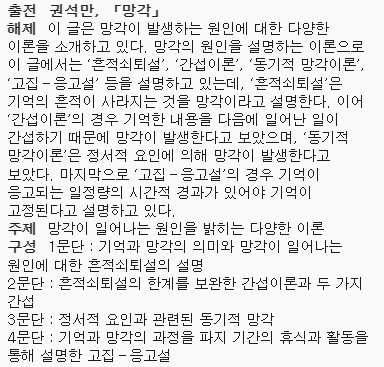 출전 권석만, 「망각」
해제 이 글은 망각이 발생하는 원인에 대한 다양한
이론을 소개하고 있다. 망각의 원인을 설명하는 이론으로
이 글에서는 ‘흔적쇠퇴설’, ‘간섭이론’, ‘동기적 망각이론’,
‘고집－응고설’ 등을 설명하고 있는데, ‘흔적쇠퇴설’은
기억의 흔적이 사라지는 것을 망각이라고 설명한다. 이어
‘간섭이론’의 경우 기억한 내용을 다음에 일어난 일이
간섭하기 때문에 망각이 발생한다고 보았으며, ‘동기적
망각이론’은 정서적 요인에 의해 망각이 발생한다고
보았다. 마지막으로 ‘고집－응고설’의 경우 기억이
응고되는 일정량의 시간적 경과가 있어야 기억이
고정된다고 설명하고 있다.
주제 망각이 일어나는 원인을 밝히는 다양한 이론
구성 1문단 : 기억과 망각의 의미와 망각이 일어나는
원인에 대한 흔적쇠퇴설의 설명
2문단 : 흔적쇠퇴설의 한계를 보완한 간섭이론과 두 가지
간섭
3문단 : 정서적 요인과 관련된 동기적 망각
4문단 : 기억과 망각의 과정을 파지 기간의 휴식과 활동을
통해 설명한 고집－응고설